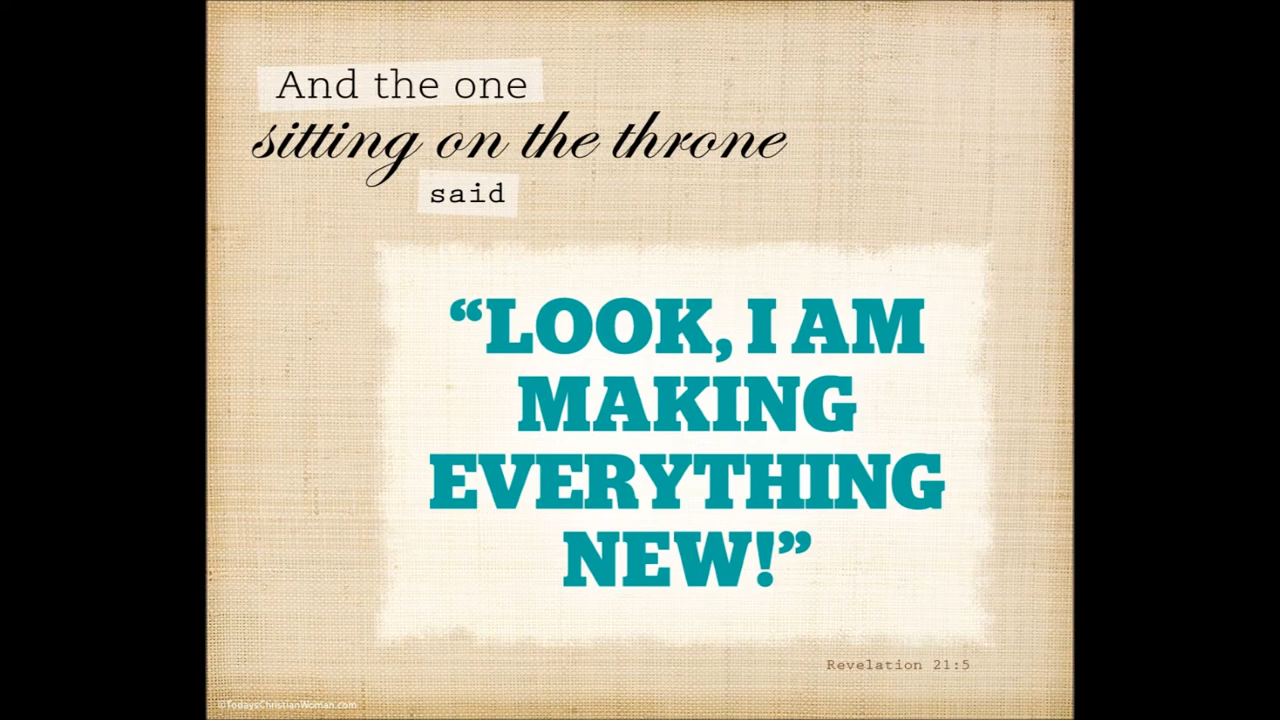 And the one
sitting on the throne
said
“LOOK, I AM
MAKING
EVERYTHING
NEW!”
Revelation 21:5
©TodaysChristianWoman.com